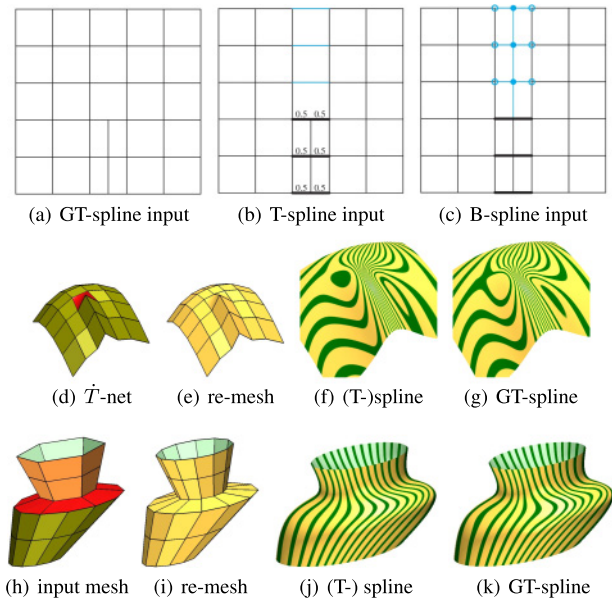 0.5 0.5
0.5 0.5
0.5 0.5
(a) GT-spline input (b) T-spline input (c) B-spline input
(d) Ṫ-net (e) re-mesh (f) (T-)spline (g) GT-spline
(h) input mesh (i) re-mesh (j) (T-) spline (k) GT-spline